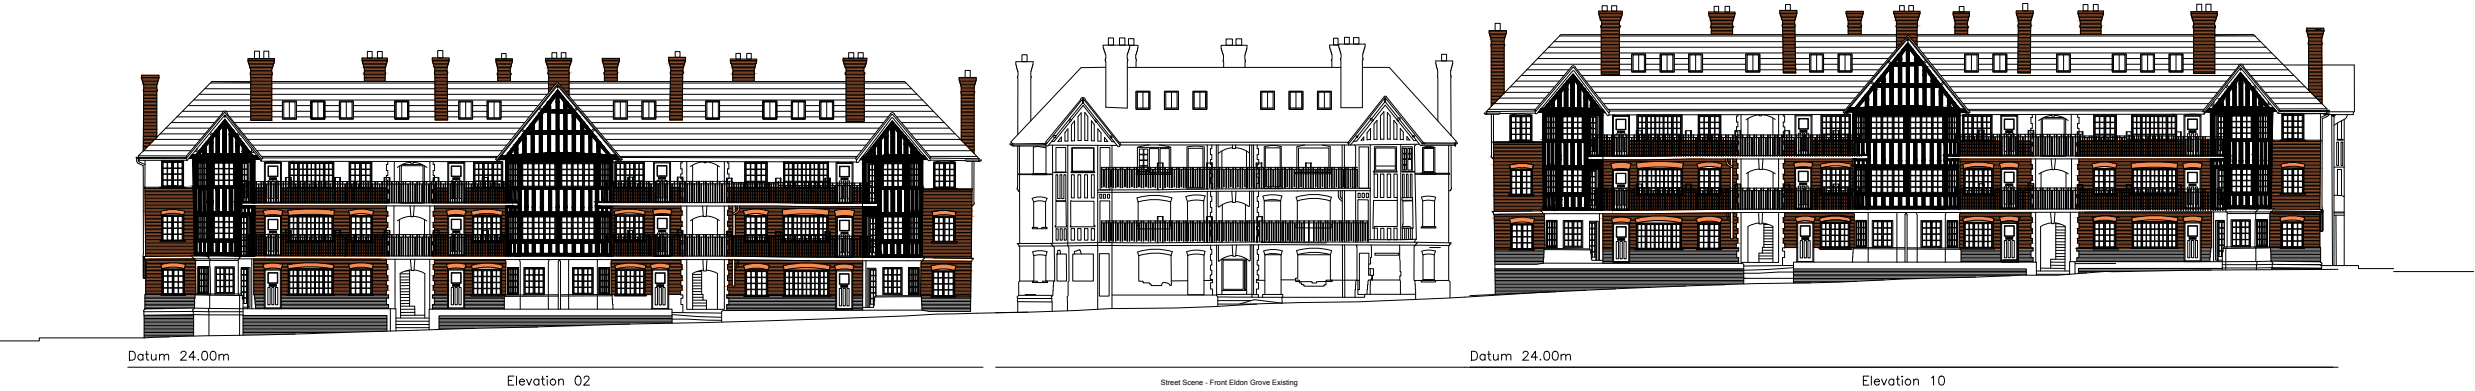 Datum 24.00m
Elevation 02
Street Scene - Front Eldon Grove Existing
Datum 24.00m
Elevation 10